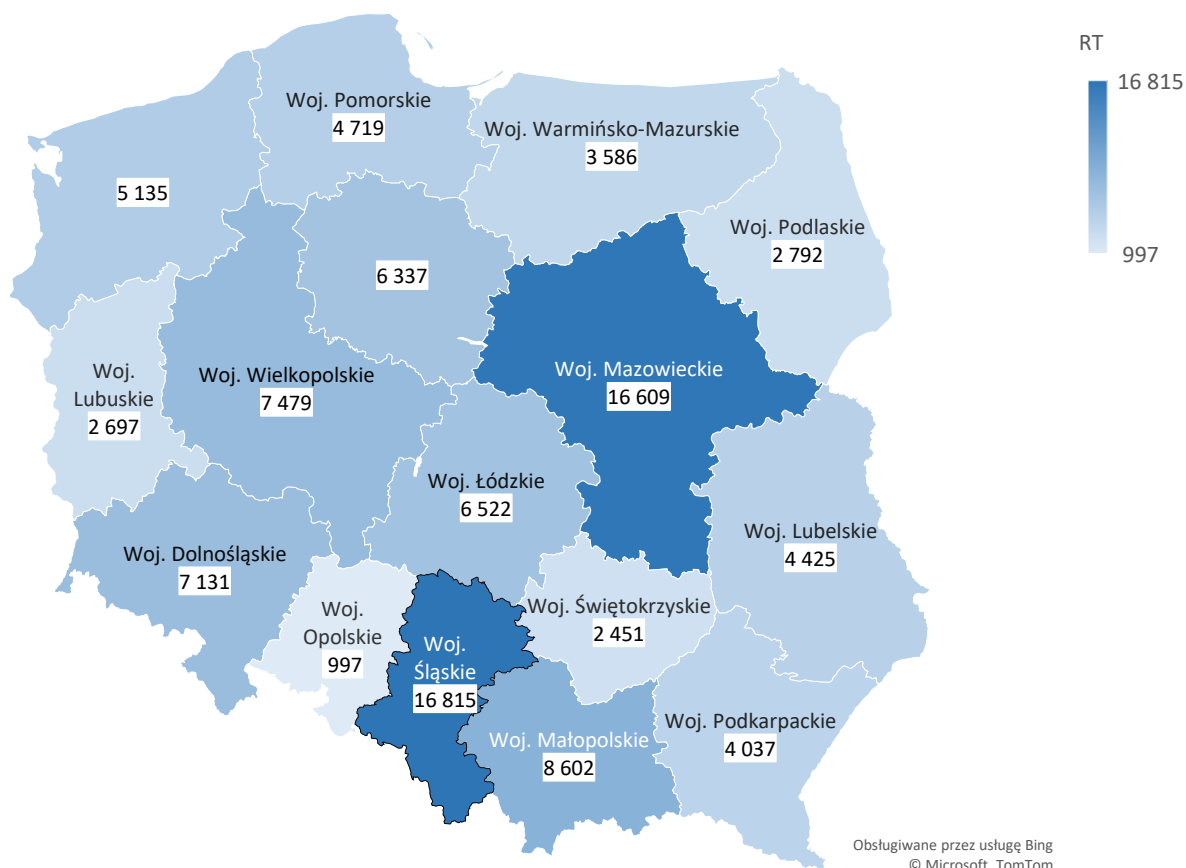 RT
16 815
997
Woj. Pomorskie
4 719
Woj. Warmińsko-Mazurskie
3 586
5 135
Woj. Podlaskie
2 792
6 337
Woj. Mazowieckie
16 609
Woj.
Lubuskie
2 697
Woj. Wielkopolskie
7 479
Woj. Łódzkie
6 522
Woj. Lubelskie
4 425
Woj. Dolnośląskie
7 131
Woj.
Opolskie
997
Woj.
Śląskie
16 815
Woj. Świętokrzyskie
2 451
Woj. Małopolskie
8 602
Woj. Podkarpackie
4 037
Obsługiwane przez usługę Bing
© Microsoft, TomTom